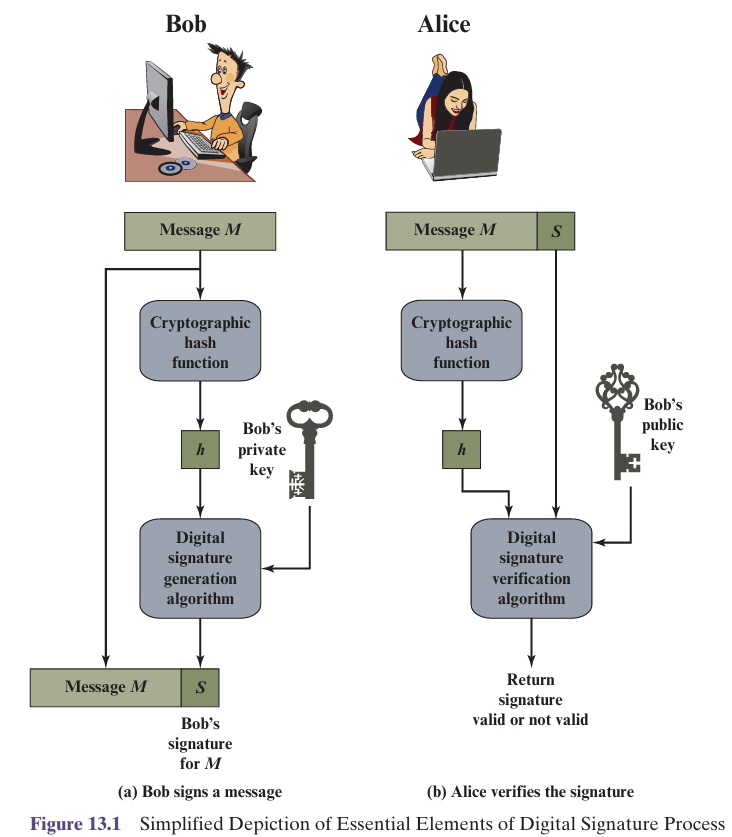 Bob
Alice
Message M
Cryptographic
hash
function
h
Bob's
private
key
Digital
signature
generation
algorithm
Message M
S
Bob's
signature
for M
(a) Bob signs a message
Message M
S
Cryptographic
hash
function
h
Bob's
public
key
Digital
signature
verification
algorithm
Return
signature
valid or not valid
(b) Alice verifies the signature
Figure 13.1 Simplified Depiction of Essential Elements of Digital Signature Process